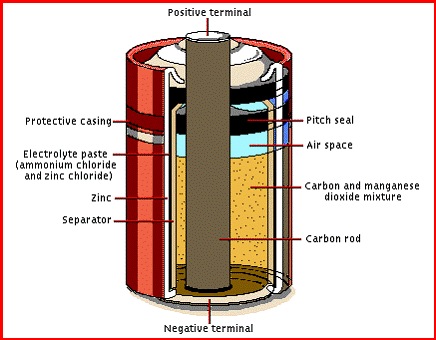 Positive terminal
Protective casing
Electrolyte paste
(ammonium chloride
and zinc chloride)
Zinc
Separator
Pitch seal
Air space
Carbon and manganese
dioxide mixture
Carbon rod
Negative terminal